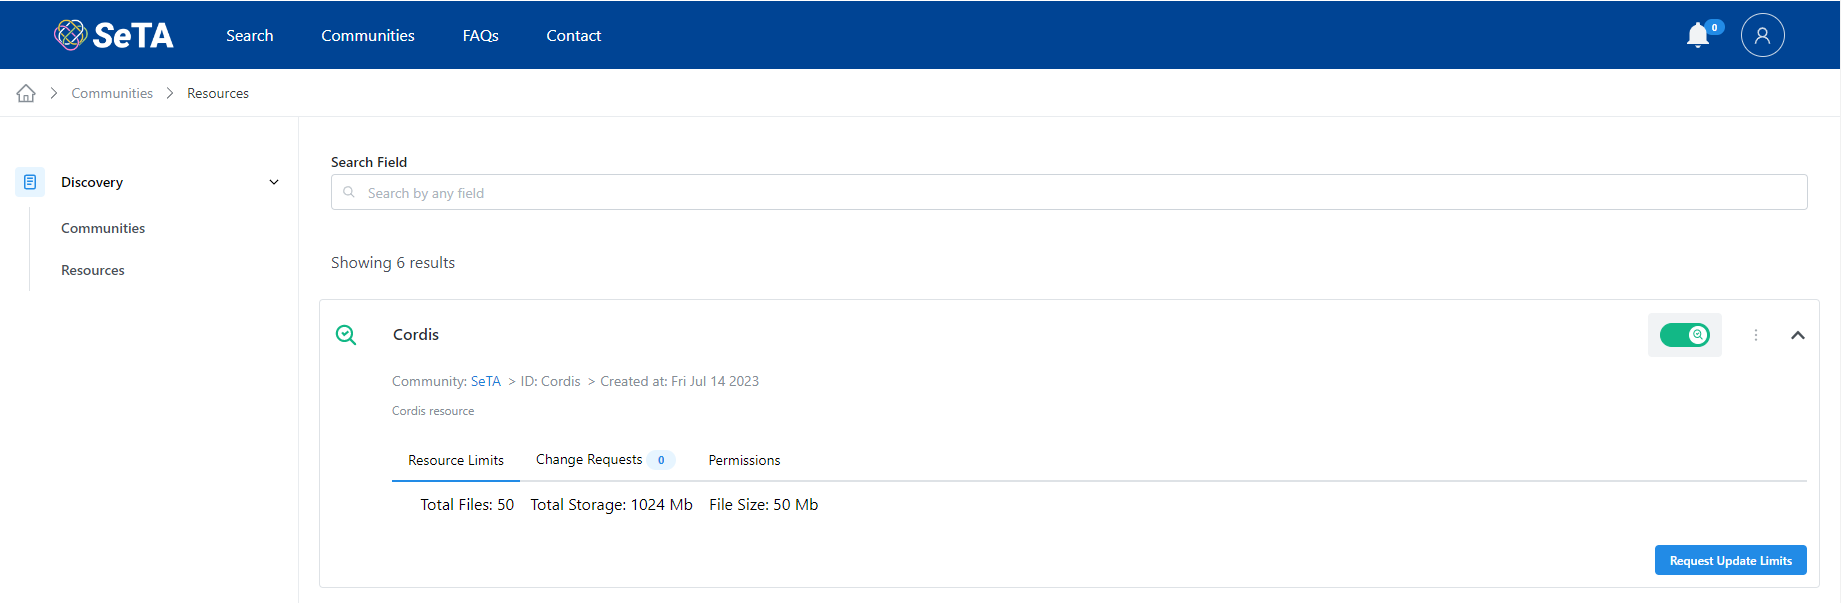 SeTA Search Communities FAQs Contact 0
Communities Resources
Discovery
Communities
Resources
Search Field
Search by any field
Showing 6 results
Cordis
Community: SeTA > ID: Cordis > Created at: Fri Jul 14 2023
Cordis resource
Resource Limits Change Requests 0 Permissions
Total Files: 50 Total Storage: 1024 Mb File Size: 50 Mb
Request Update Limits